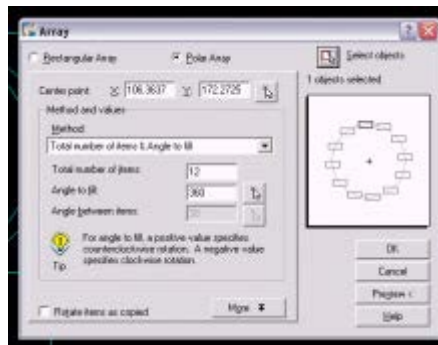 Array
Rectangular Array
Polar Array
Select objects
1 objects selected
Center point: X: 106.3637 Y: 172.2725
Method and values
Method:
Total number of items & Angle to fill
Total number of items: 12
Angle to fill: 360
Angle between items:
For angle to fill, a positive value specifies
counterclockwise rotation. A negative value
specifies clockwise rotation.
Tip
Rotate items as copied
More
OK
Cancel
Preview <
Help